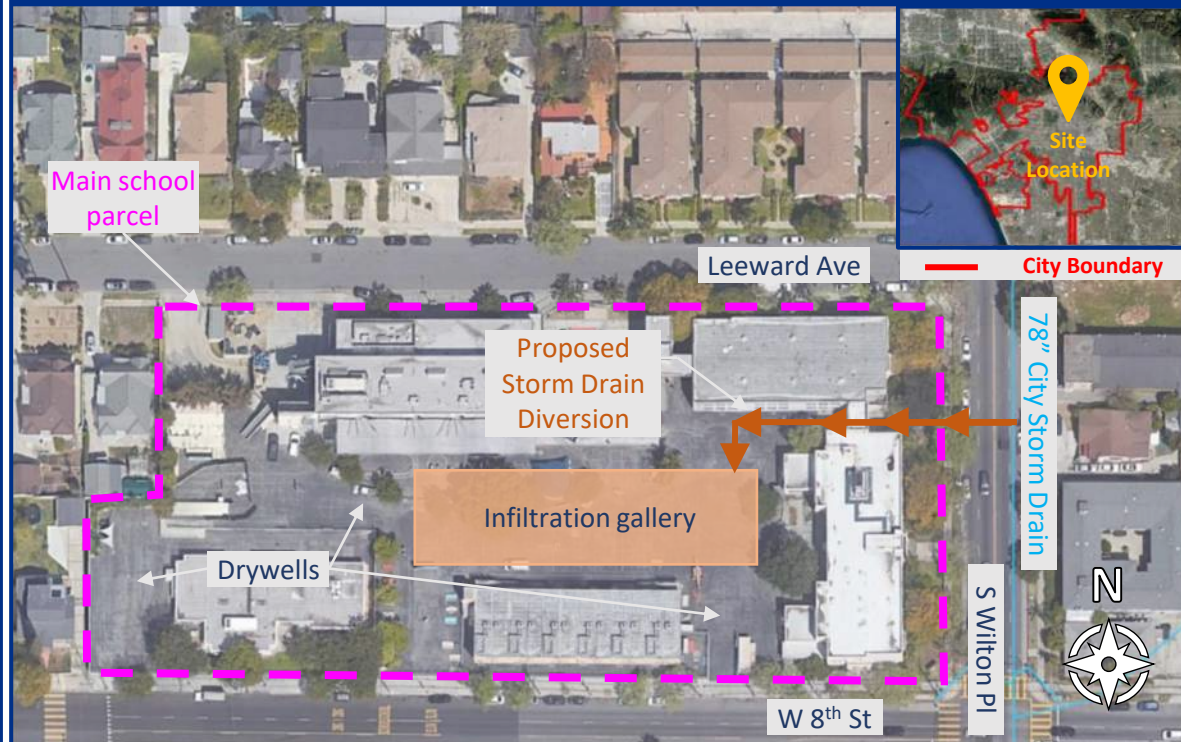 Main school
parcel
Site
Location
Leeward Ave
City Boundary
Proposed
Storm Drain
Diversion
78” City Storm Drain
Infiltration gallery
Drywells
S Wilton Pl
N
W 8th St